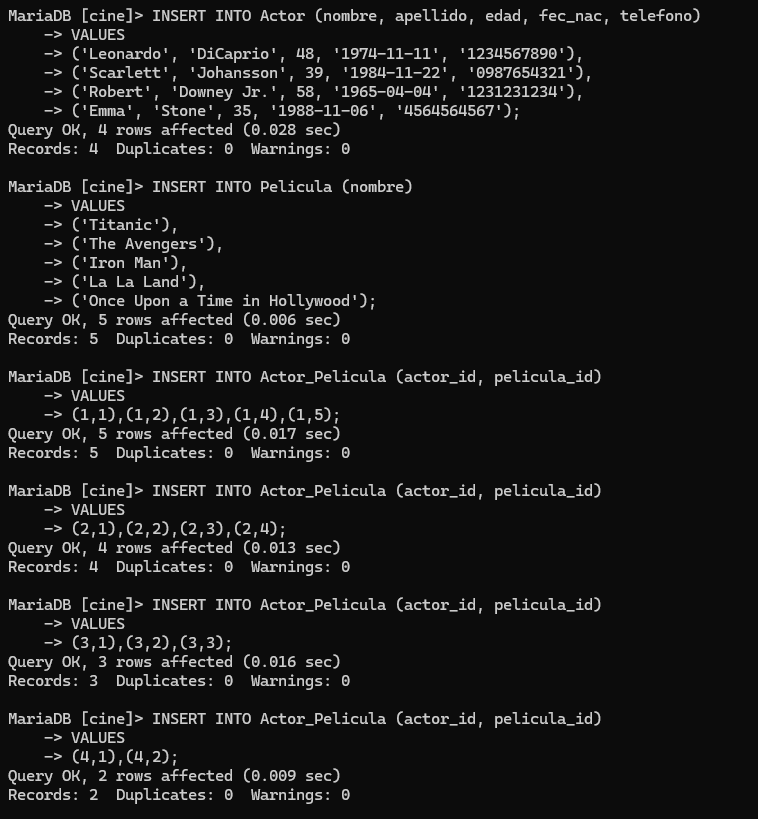 MariaDB [cine]> INSERT INTO Actor (nombre, apellido, edad, fec_nac, telefono)
-> VALUES
-> ('Leonardo', 'DiCaprio', 48, '1974-11-11', '1234567890'),
-> ('Scarlett', 'Johansson', 39, '1984-11-22', '0987654321'),
-> ('Robert', 'Downey Jr.', 58, '1965-04-04', '1231231234'),
-> ('Emma', 'Stone', 35, '1988-11-06', '4564564567');
Query OK, 4 rows affected (0.028 sec)
Records: 4  Duplicates: 0  Warnings: 0
MariaDB [cine]> INSERT INTO Pelicula (nombre)
-> VALUES
-> ('Titanic'),
-> ('The Avengers'),
-> ('Iron Man'),
-> ('La La Land'),
-> ('Once Upon a Time in Hollywood');
Query OK, 5 rows affected (0.006 sec)
Records: 5  Duplicates: 0  Warnings: 0
MariaDB [cine]> INSERT INTO Actor_Pelicula (actor_id, pelicula_id)
-> VALUES
-> (1,1),(1,2),(1,3),(1,4),(1,5);
Query OK, 5 rows affected (0.017 sec)
Records: 5  Duplicates: 0  Warnings: 0
MariaDB [cine]> INSERT INTO Actor_Pelicula (actor_id, pelicula_id)
-> VALUES
-> (2,1),(2,2),(2,3),(2,4);
Query OK, 4 rows affected (0.013 sec)
Records: 4  Duplicates: 0  Warnings: 0
MariaDB [cine]> INSERT INTO Actor_Pelicula (actor_id, pelicula_id)
-> VALUES
-> (3,1),(3,2),(3,3);
Query OK, 3 rows affected (0.016 sec)
Records: 3  Duplicates: 0  Warnings: 0
MariaDB [cine]> INSERT INTO Actor_Pelicula (actor_id, pelicula_id)
-> VALUES
-> (4,1),(4,2);
Query OK, 2 rows affected (0.009 sec)
Records: 2  Duplicates: 0  Warnings: 0